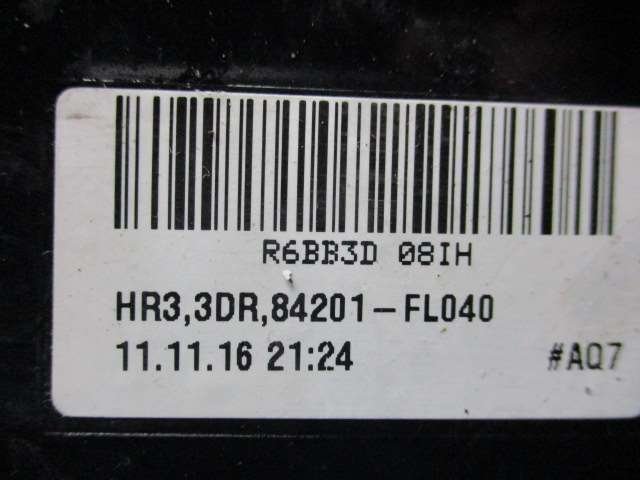 R6BB3D 08IH
HR3,3DR,84201-FL040
11.11.16 21:24 #AQ7